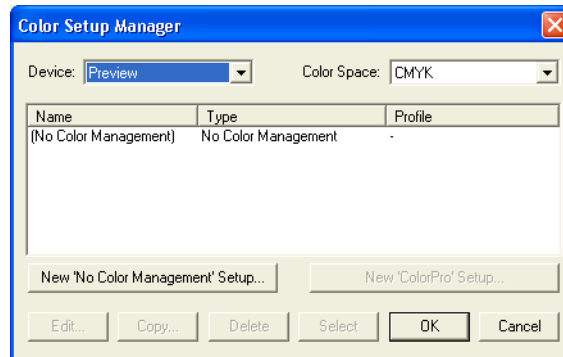 Color Setup Manager
Device: Preview Color Space: CMYK
Name Type Profile
(No Color Management) No Color Management -
New 'No Color Management' Setup... New 'ColorPro' Setup...
Edit... Copy... Delete Select OK Cancel